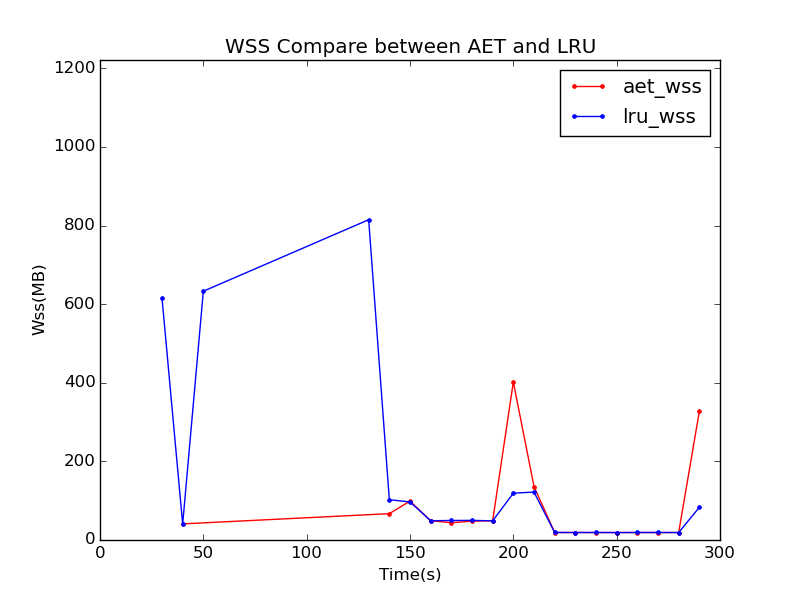 WSS Compare between AET and LRU
aet_wss
lru_wss
1200
1000
800
600
400
200
0
Wss(MB)
0 50 100 150 200 250 300
Time(s)